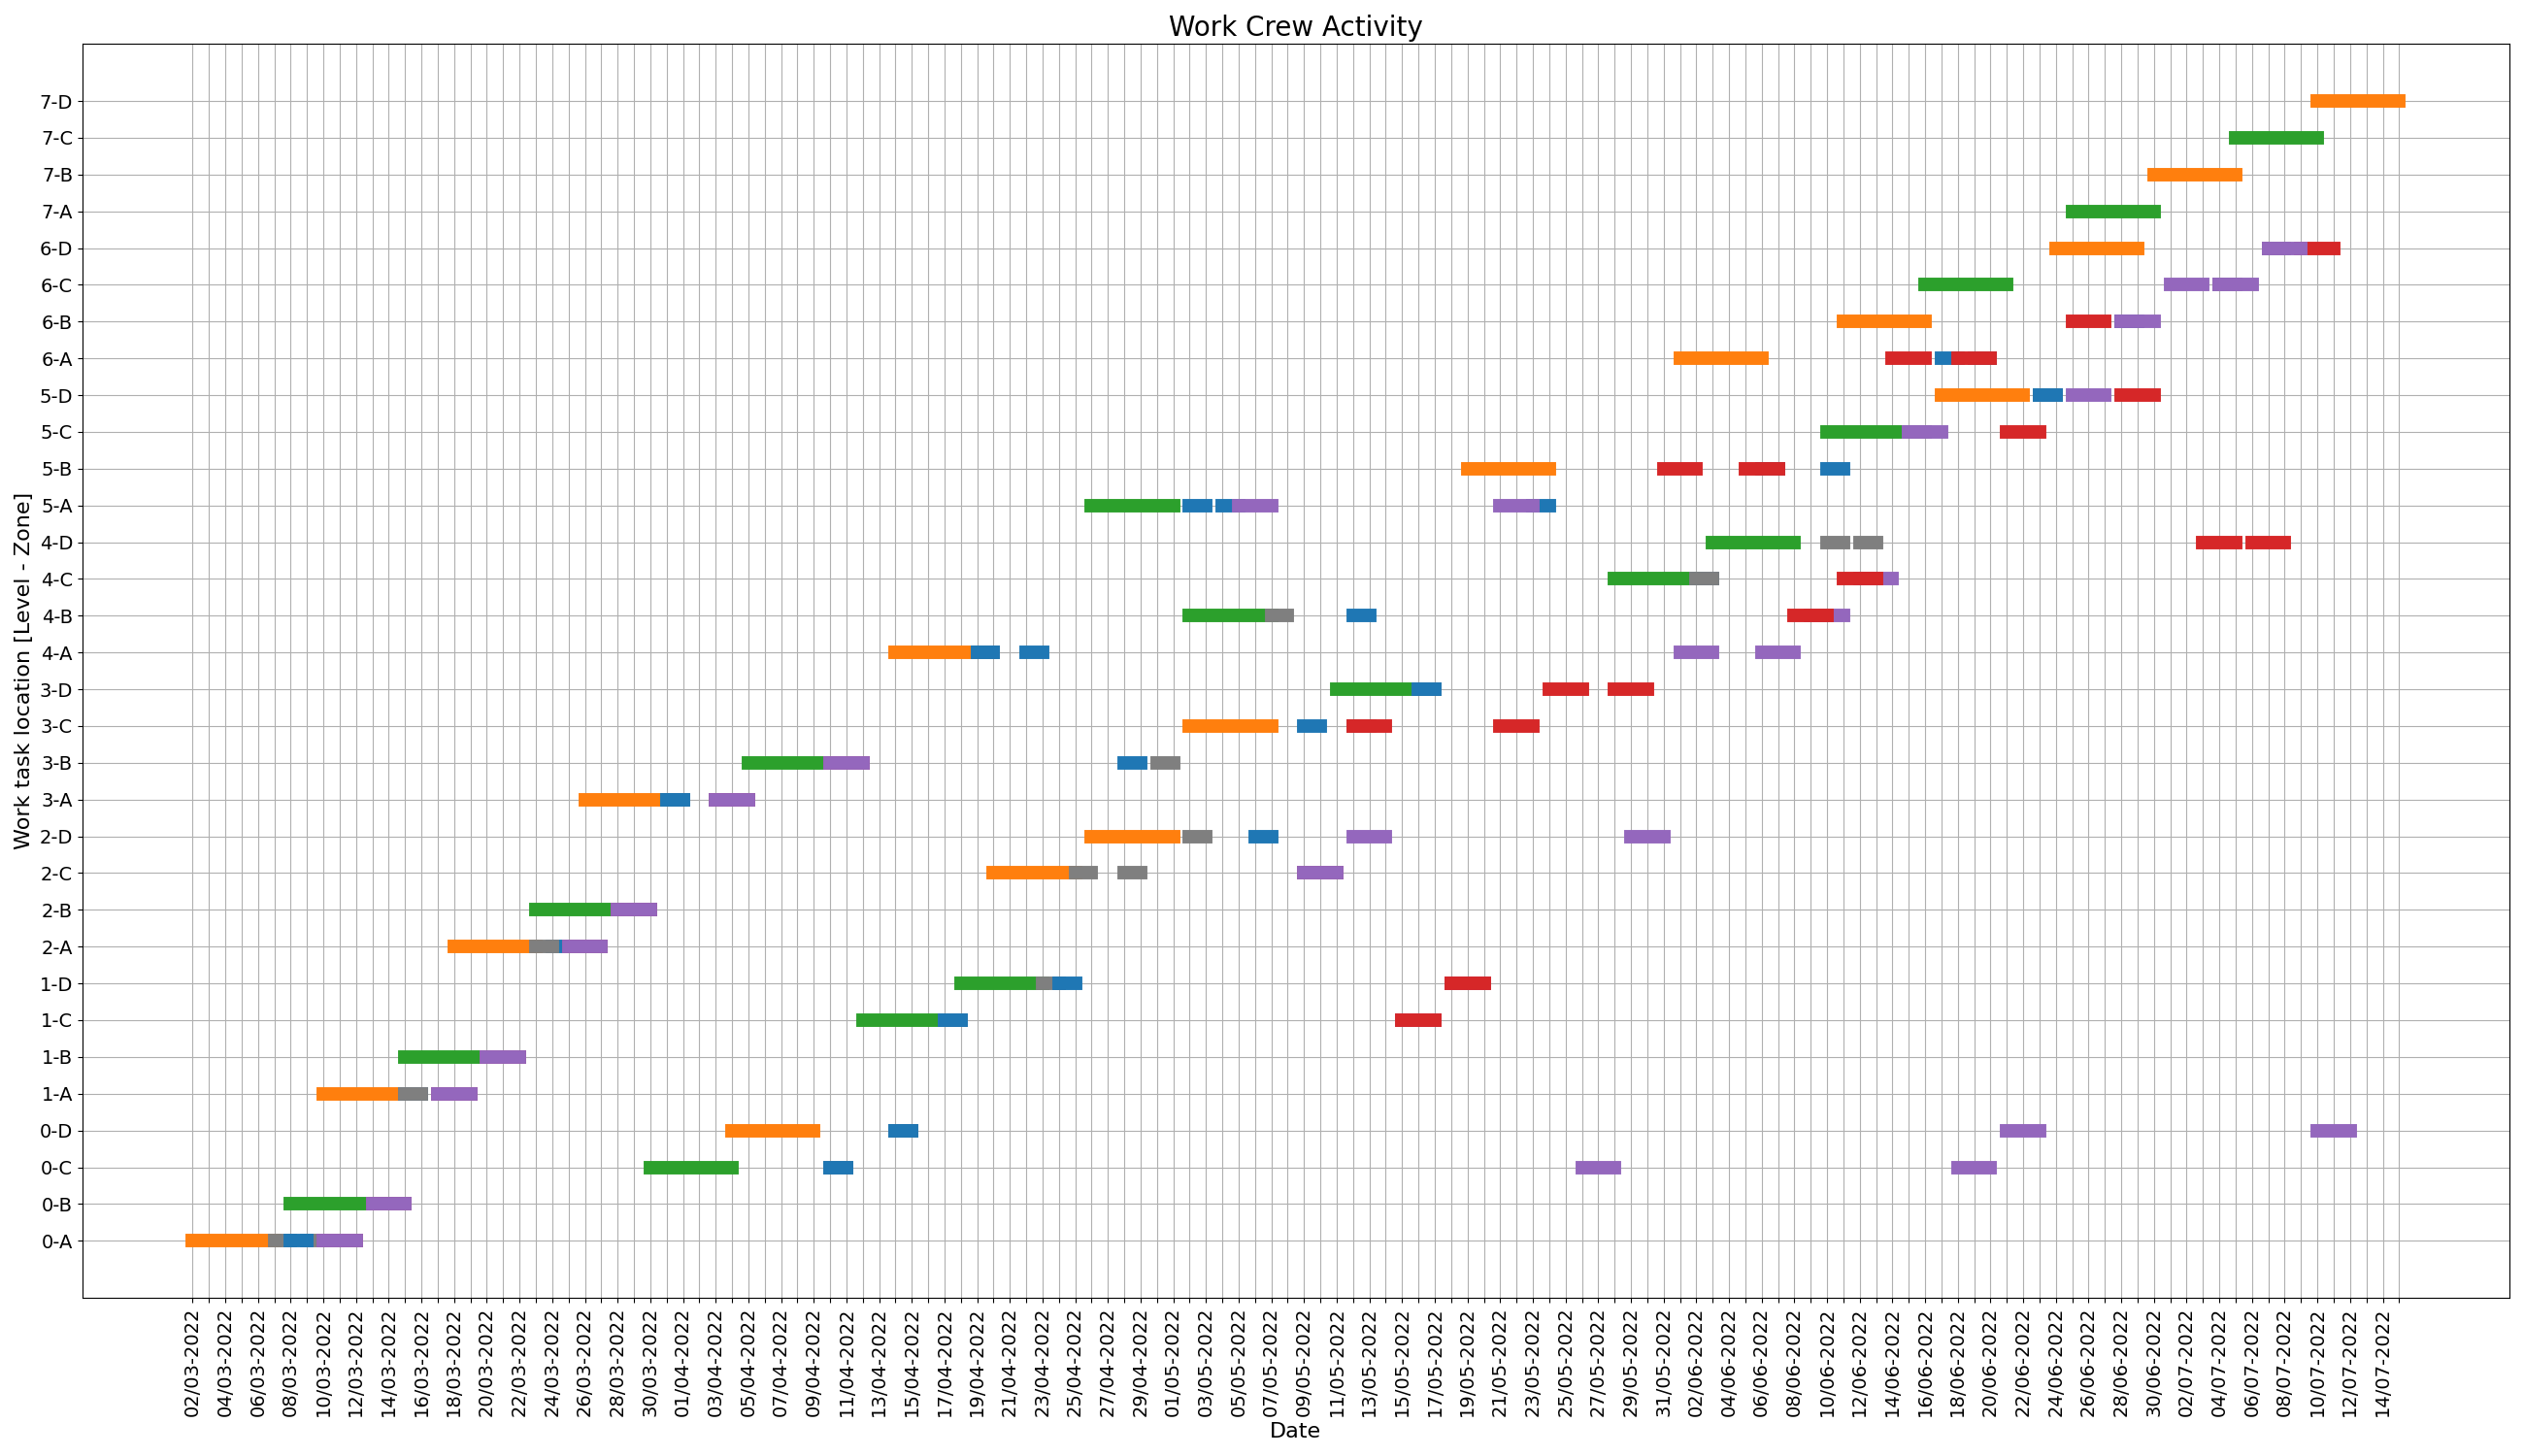 Work Crew Activity
Work task location [Level - Zone]
7-D
7-C
7-B
7-A
6-D
6-C
6-B
6-A
5-D
5-C
5-B
5-A
4-D
4-C
4-B
4-A
3-D
3-C
3-B
3-A
2-D
2-C
2-B
2-A
1-D
1-C
1-B
1-A
0-D
0-C
0-B
0-A
02/03-2022
04/03-2022
06/03-2022
08/03-2022
10/03-2022
12/03-2022
14/03-2022
16/03-2022
18/03-2022
20/03-2022
22/03-2022
24/03-2022
26/03-2022
28/03-2022
30/03-2022
01/04-2022
03/04-2022
05/04-2022
07/04-2022
09/04-2022
11/04-2022
13/04-2022
15/04-2022
17/04-2022
19/04-2022
21/04-2022
23/04-2022
25/04-2022
27/04-2022
29/04-2022
01/05-2022
03/05-2022
05/05-2022
07/05-2022
09/05-2022
11/05-2022
13/05-2022
15/05-2022
17/05-2022
19/05-2022
21/05-2022
23/05-2022
25/05-2022
27/05-2022
29/05-2022
31/05-2022
02/06-2022
04/06-2022
06/06-2022
08/06-2022
10/06-2022
12/06-2022
14/06-2022
16/06-2022
18/06-2022
20/06-2022
22/06-2022
24/06-2022
26/06-2022
28/06-2022
30/06-2022
02/07-2022
04/07-2022
06/07-2022
08/07-2022
10/07-2022
12/07-2022
14/07-2022
Date